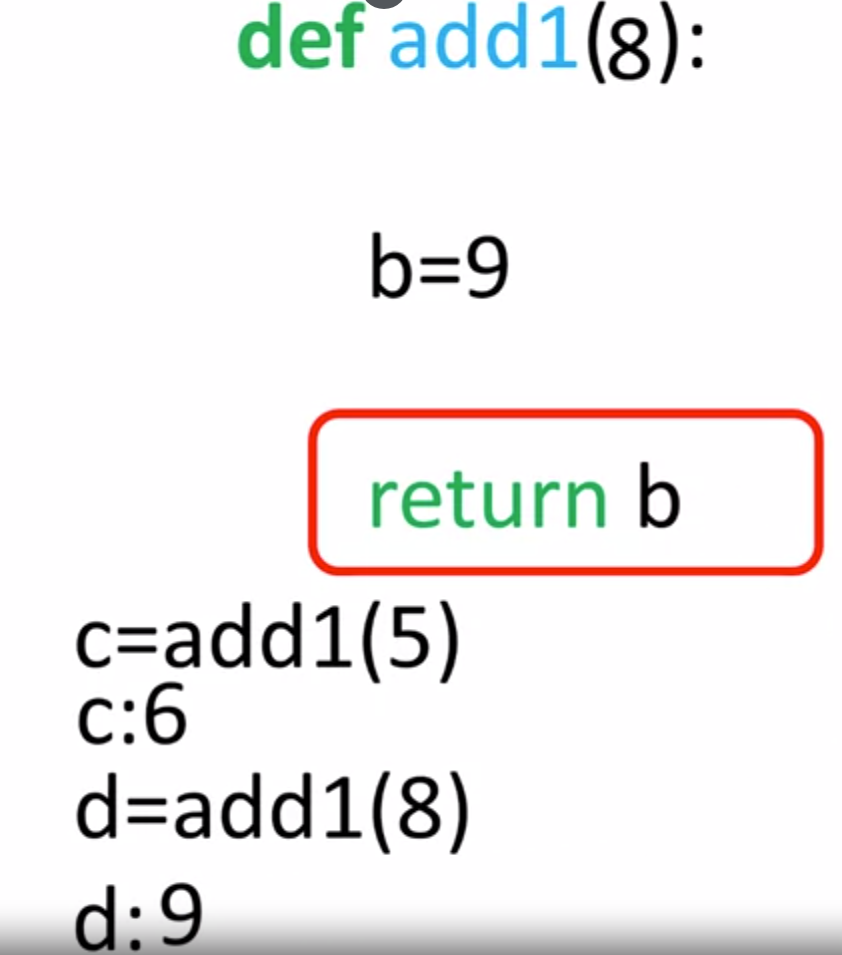 def add1(8):
b=9
return b
c=add1(5)
c:6
d=add1(8)
d:9